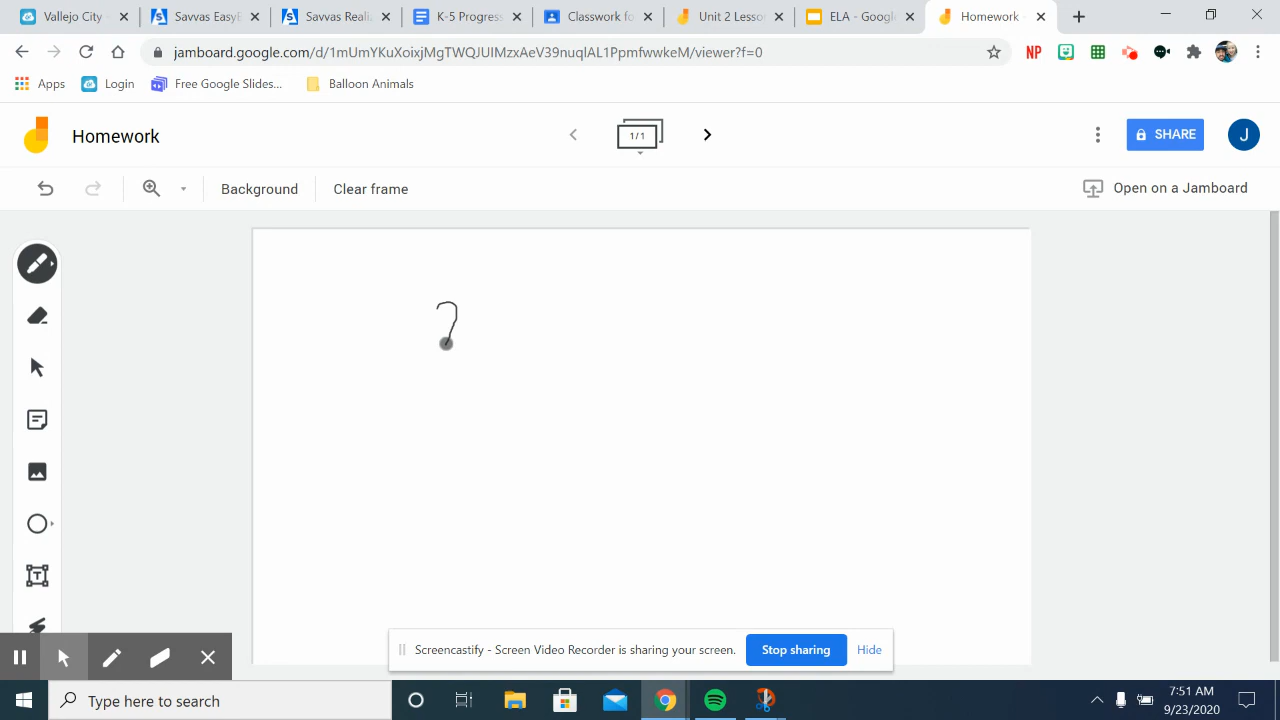 Vallejo City
Savvas EasyB
Savvas Reali
K-5 Progress
Classwork fo
Unit 2 Lesso
ELA - Google
Homework
jamboard.google.com/d/1mUmYKuXoixjMgTWQJUIMzxAeV39nuqlAL1PpmfwwkeM/viewer?f=0
NP
Apps
Login
Free Google Slides...
Balloon Animals
Homework
1/1
SHARE
J
Background
Clear frame
Open on a Jamboard
Screencastify - Screen Video Recorder is sharing your screen.
Stop sharing
Hide
Type here to search
7:51 AM
9/23/2020